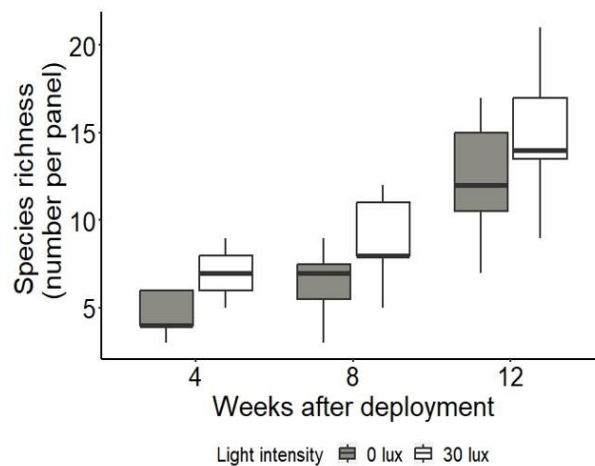 Species richness
(number per panel)
20
15
10
5
4 8 12
Weeks after deployment
Light intensity 0 lux 30 lux